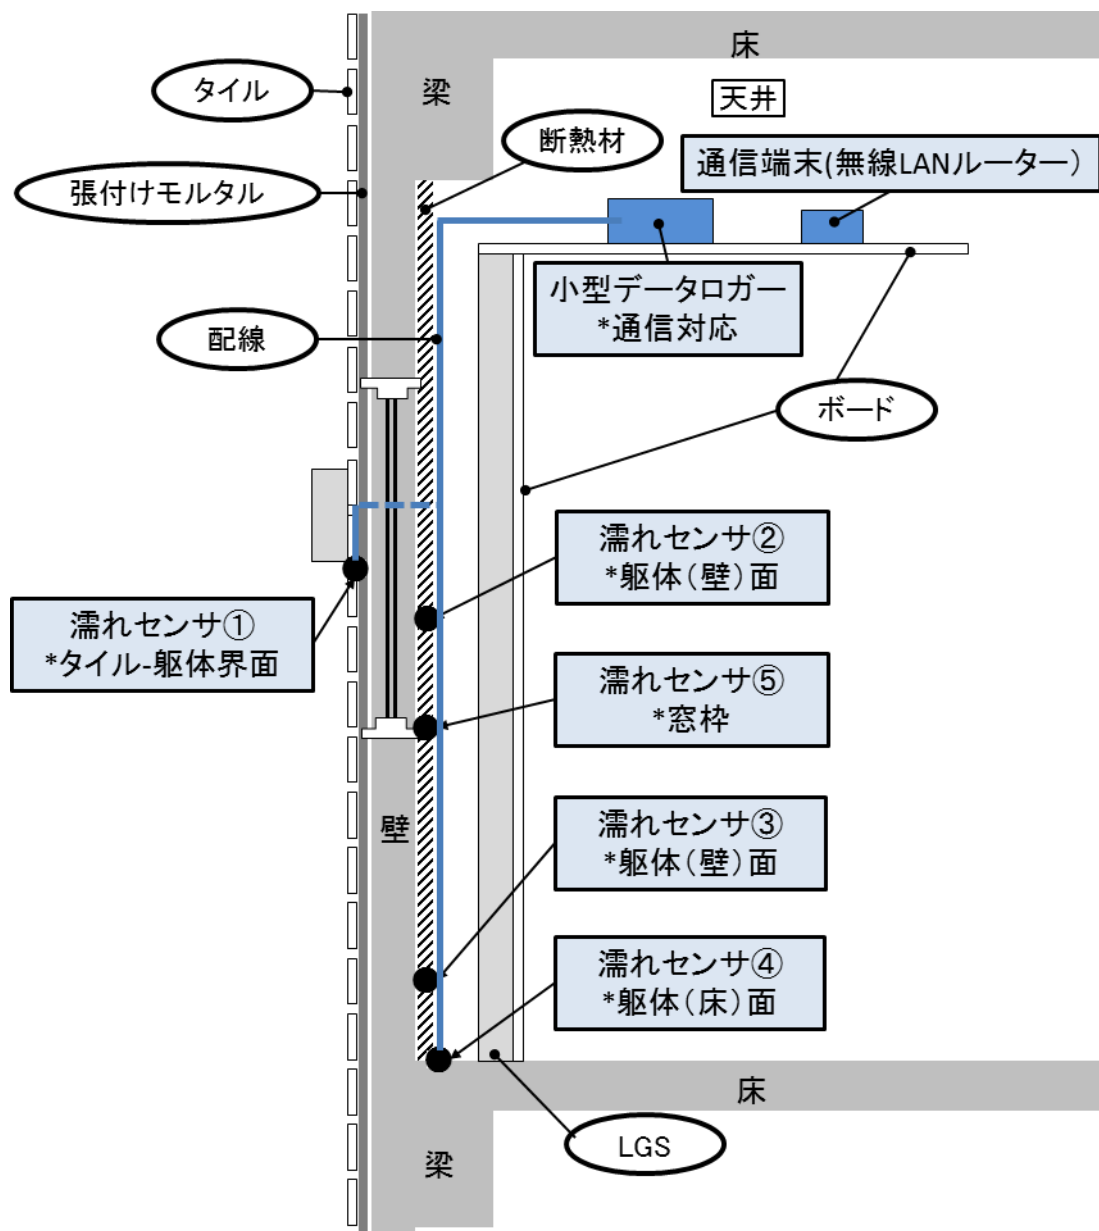 床
タイル
梁
天井
断熱材
通信端末(無線LANルーター）
張付けモルタル
小型データロガー
*通信対応
配線
ボード
濡れセンサ②
*躯体（壁）面
濡れセンサ①
*タイル-躯体界面
濡れセンサ⑤
*窓枠
壁
濡れセンサ③
*躯体（壁）面
濡れセンサ④
*躯体（床）面
床
LGS
梁